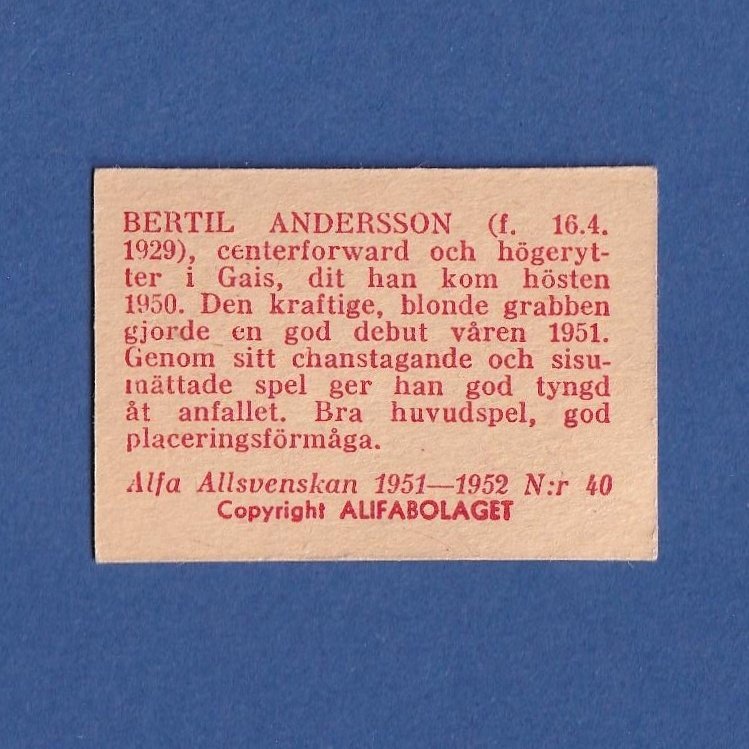 BERTIL ANDERSSON (f. 16.4.
1929), centerforward och högeryt-
ter i Gais, dit han kom hösten
1950. Den kraftige, blonde grabben
gjorde en god debut våren 1951.
Genom sitt chanstagande och sisu-
mättade spel ger han god tyngd
åt anfallet. Bra huvudspel, god
placeringsförmåga.
Alfa Allsvenskan 1951—1952 N:r 40
Copyright ALIFABOLAGET